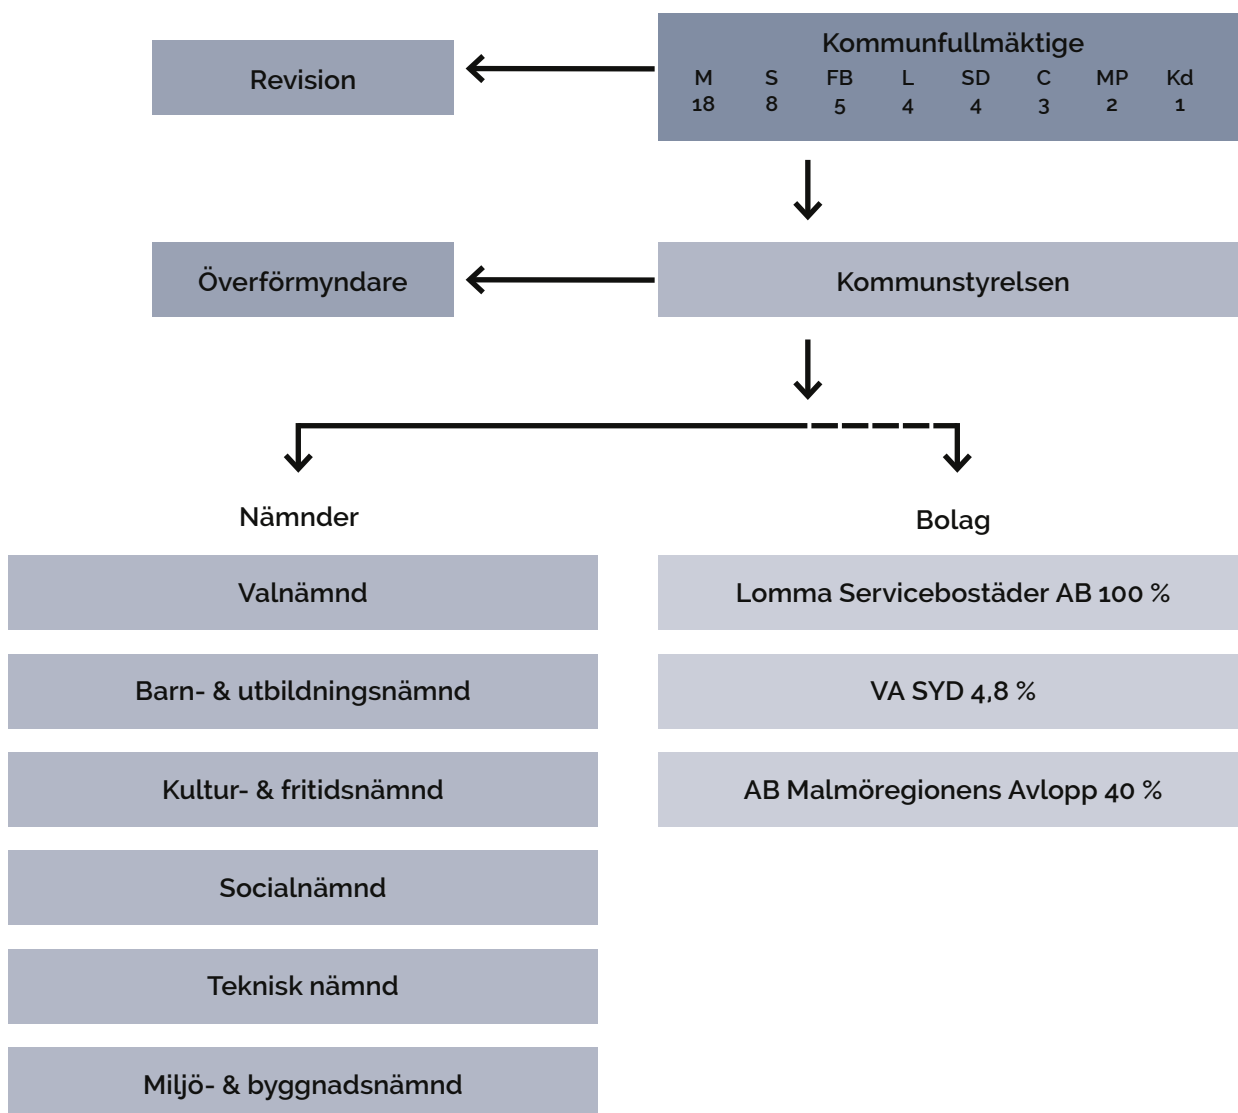 Kommunfullmäktige
M S FB L SD C MP Kd
18 8 5 4 4 3 2 1
Revision
Överförmyndare
Kommunstyrelsen
Nämnder
Valnämnd
Barn- & utbildningsnämnd
Kultur- & fritidsnämnd
Socialnämnd
Teknisk nämnd
Miljö- & byggnadsnämnd
Bolag
Lomma Servicebostäder AB 100 %
VA SYD 4,8 %
AB Malmöregionens Avlopp 40 %